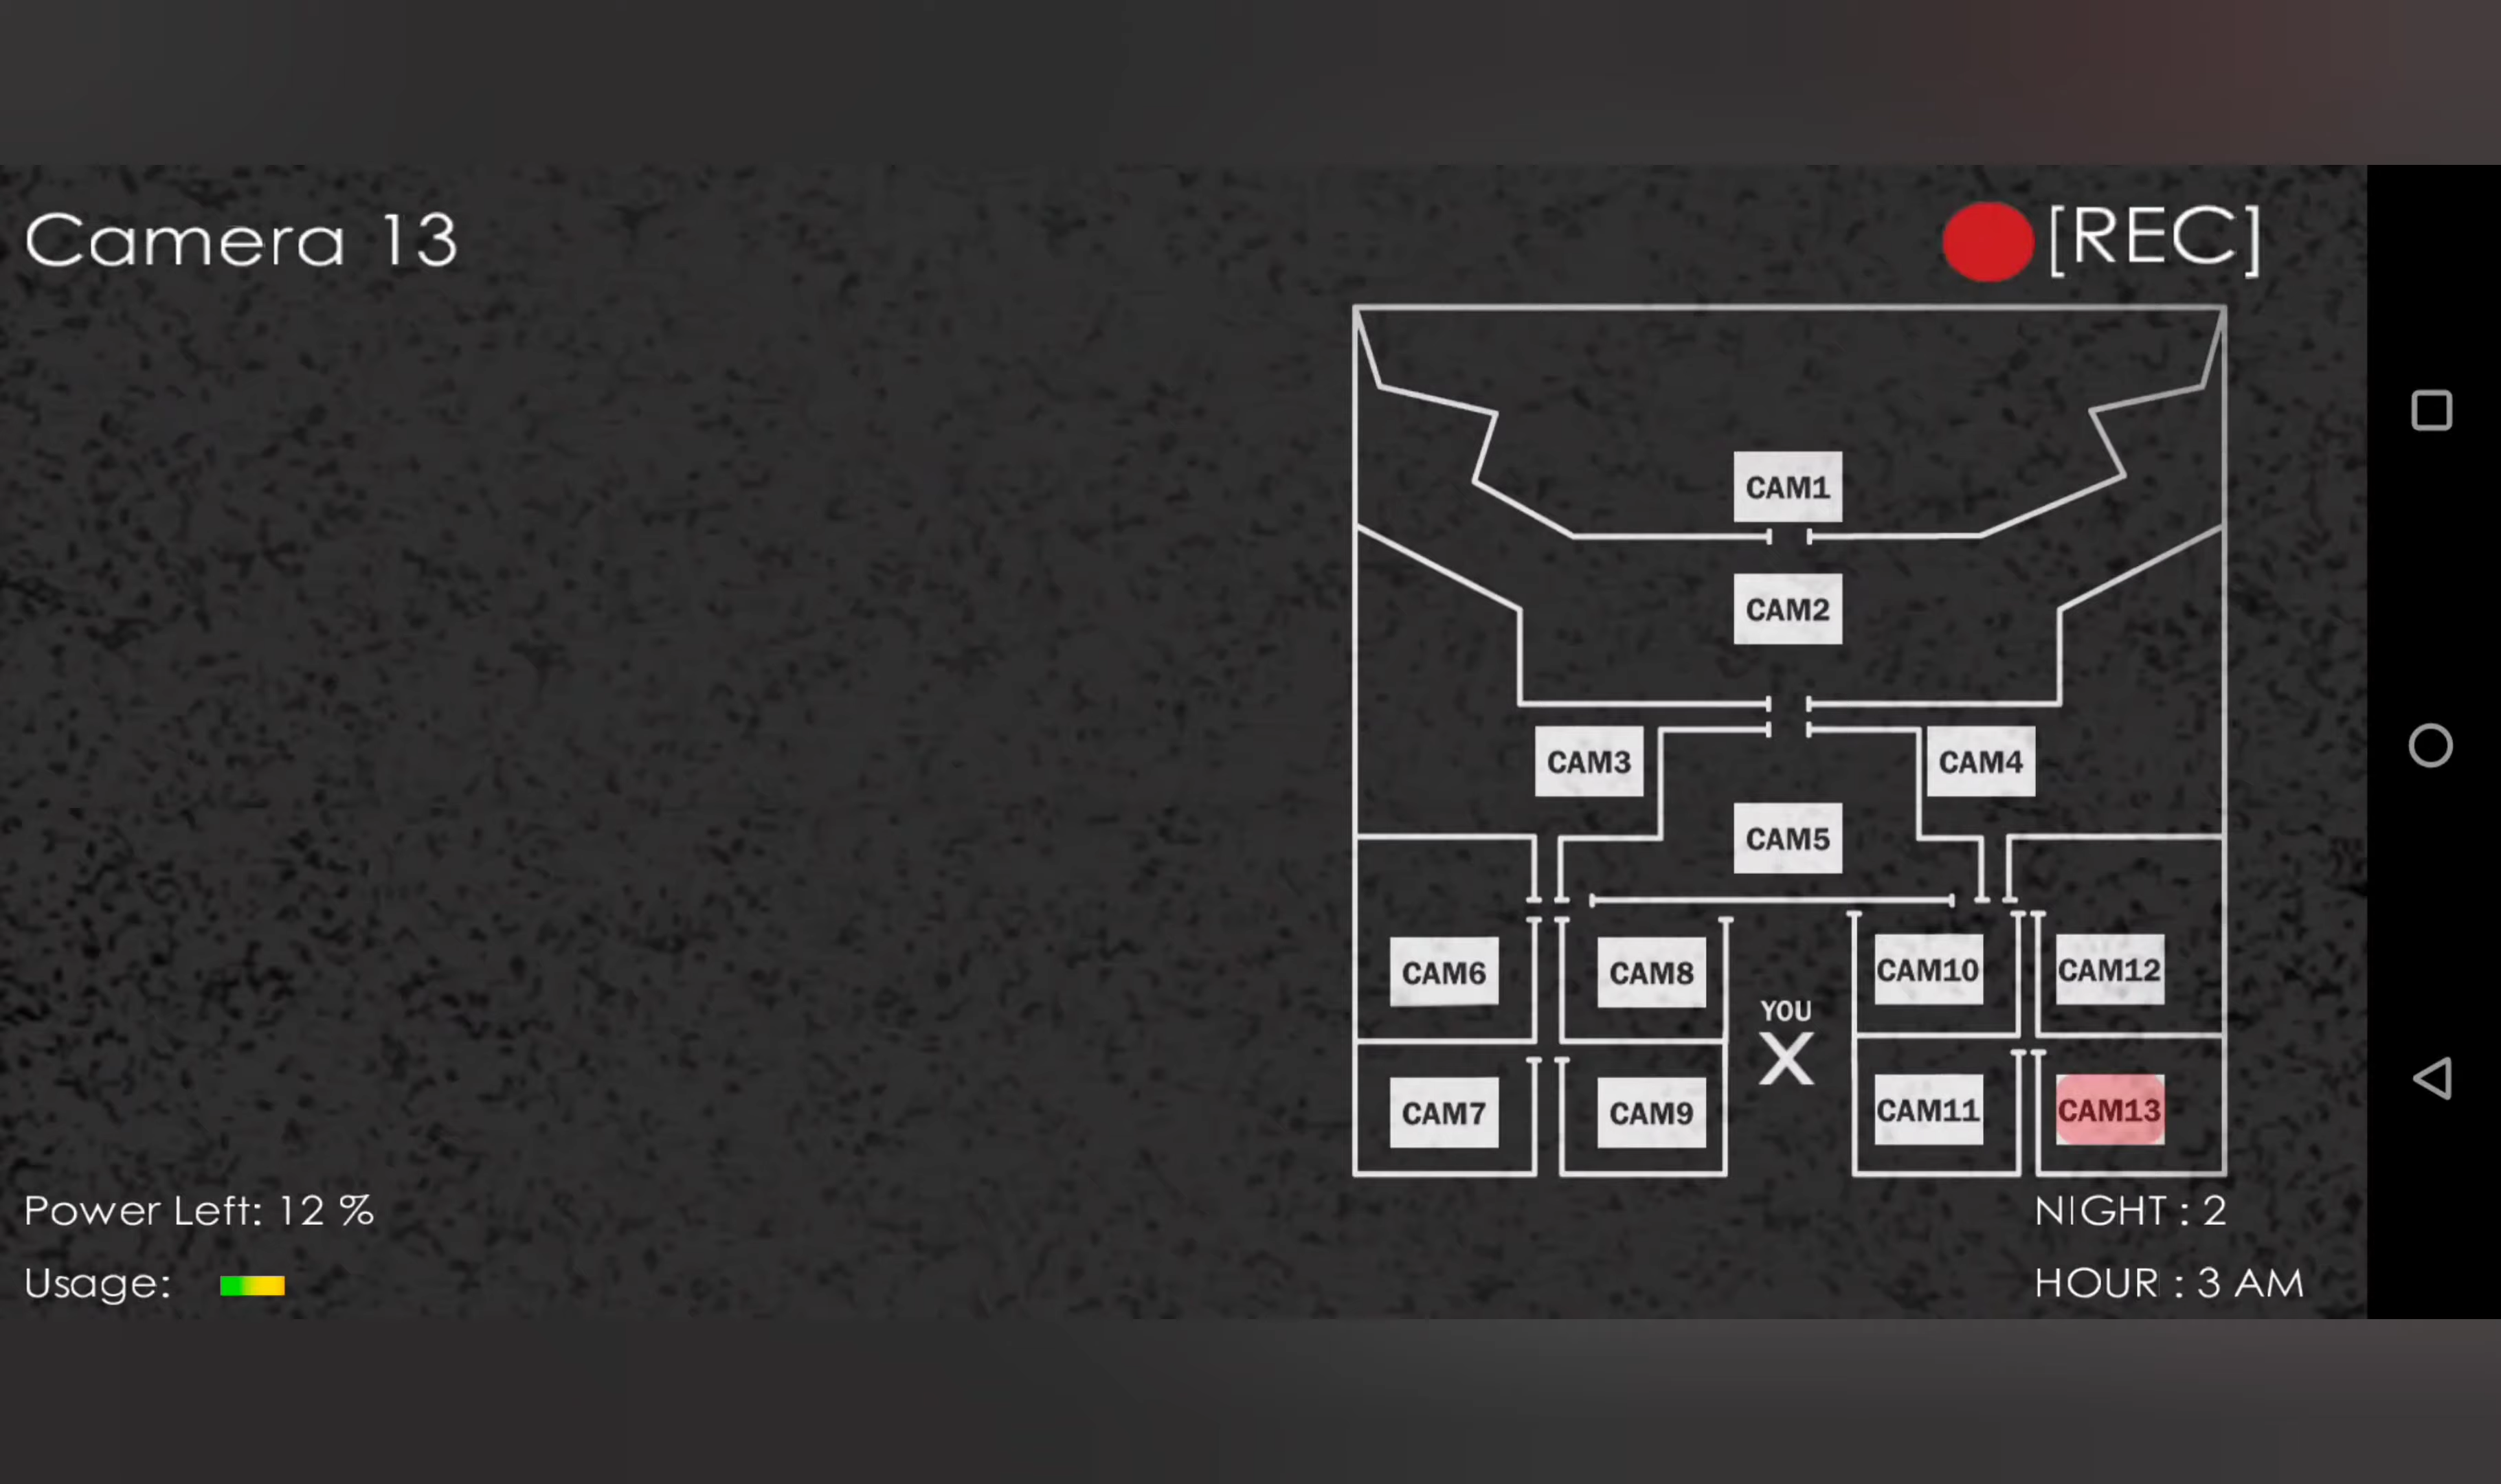 Camera 13
[REC]
CAM1
CAM2
CAM3
CAM4
CAM5
CAM6
CAM8
CAM10
CAM12
YOU
X
CAM7
CAM9
CAM11
CAM13
Power Left: 12 %
NIGHT : 2
Usage:
HOUR : 3 AM